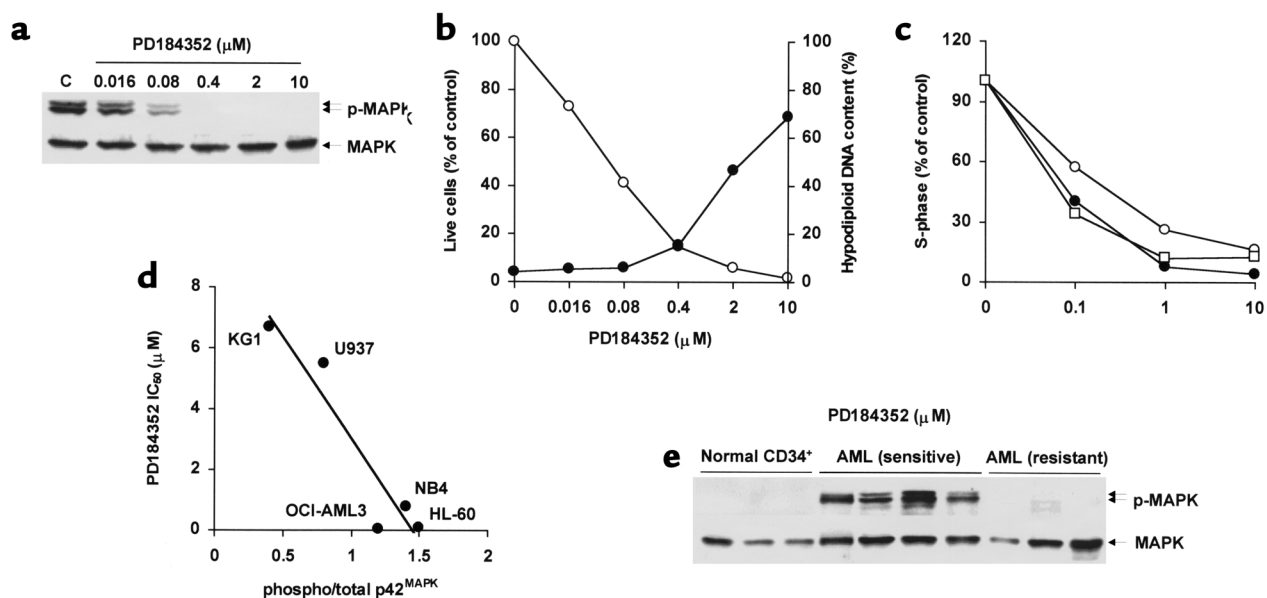 a
PD184352 (μM)
C 0.016 0.08 0.4 2 10
p-MAPK
MAPK
b
Live cells (% of control)
100
80
60
40
20
0
100
80
60
40
20
0
Hypodiploid DNA content (%)
0 0.016 0.08 0.4 2 10
PD184352 (μM)
c
S-phase (% of control)
120
90
60
30
0
0 0.1 1 10
PD184352 (μM)
d
PD184352 IC50 (μM)
8
6
4
2
0
KG1
U937
NB4
OCI-AML3
HL-60
0 0.5 1 1.5 2
phospho/total p42MAPK
e
Normal CD34+ AML (sensitive) AML (resistant)
p-MAPK
MAPK